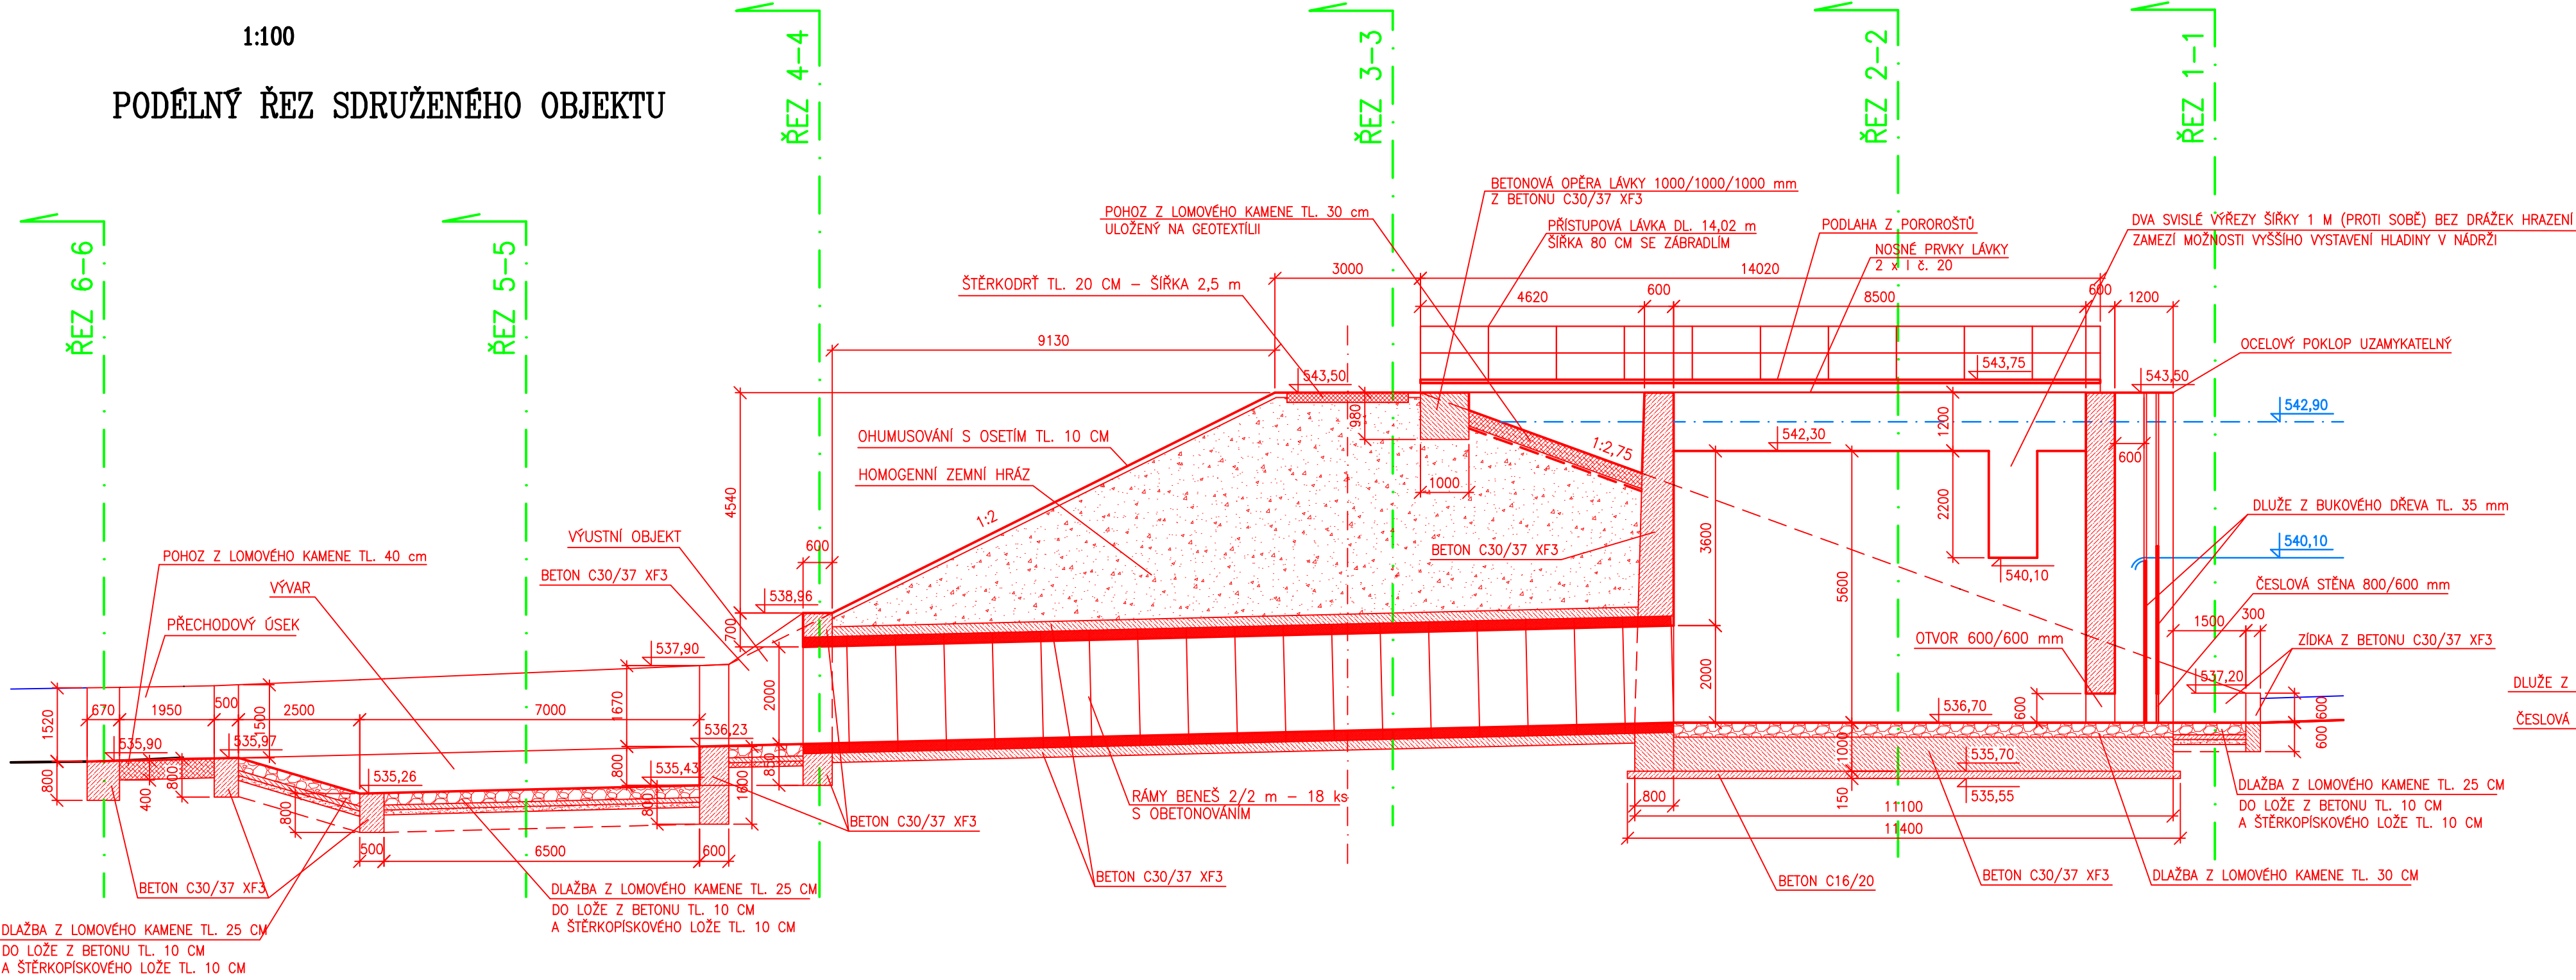 1:100
PODÉLNÝ ŘEZ SDRUŽENÉHO OBJEKTU
ŘEZ 6-6
ŘEZ 5-5
ŘEZ 4-4
ŘEZ 3-3
ŘEZ 2-2
ŘEZ 1-1
BETONOVÁ OPĚRA LÁVKY 1000/1000/1000 mm
Z BETONU C30/37 XF3
POHOZ Z LOMOVÉHO KAMENE TL. 30 cm
ULOŽENÝ NA GEOTEXTÍLII
PŘÍSTUPOVÁ LÁVKA DL. 14,02 m
ŠÍŘKA 80 CM SE ZÁBRADLÍM
PODLAHA Z POROROŠTŮ
NOSNÉ PRVKY LÁVKY
2 x I č. 20
DVA SVISLÉ VÝŘEZY ŠÍŘKY 1 M (PROTI SOBĚ) BEZ DRÁŽEK HRAZENÍ
ZAMEZÍ MOŽNOSTI VYŠŠÍHO VYSTAVENÍ HLADINY V NÁDRŽI
ŠTĚRKODRŤ TL. 20 CM – ŠÍŘKA 2,5 m
3000
14020
4620
600
8500
600
1200
9130
OCELOVÝ POKLOP UZAMYKATELNÝ
543,50
543,75
543,50
542,90
980
1200
542,30
OHUMUSOVÁNÍ S OSETÍM TL. 10 CM
HOMOGENNÍ ZEMNÍ HRÁZ
1:2,75
600
1000
4540
1:2
2200
DLUŽE Z BUKOVÉHO DŘEVA TL. 35 mm
VÝUSTNÍ OBJEKT
600
BETON C30/37 XF3
3600
540,10
540,10
POHOZ Z LOMOVÉHO KAMENE TL. 40 cm
VÝVAR
BETON C30/37 XF3
ČESLOVÁ STĚNA 800/600 mm
5600
538,96
700
PŘECHODOVÝ ÚSEK
1500
300
OTVOR 600/600 mm
ZÍDKA Z BETONU C30/37 XF3
537,90
2000
2000
537,20
DLUŽE Z
1520
670
1950
500
1500
2500
7000
1670
536,23
536,70
600
600
600
ČESLOVÁ
535,90
535,97
800
400
800
535,26
800
800
535,43
800
1600
850
1000
535,70
150
535,55
RÁMY BENEŠ 2/2 m – 18 ks
S OBETONOVÁNÍM
800
11100
11400
DLAŽBA Z LOMOVÉHO KAMENE TL. 25 CM
DO LOŽE Z BETONU TL. 10 CM
A ŠTĚRKOPÍSKOVÉHO LOŽE TL. 10 CM
BETON C30/37 XF3
500
6500
600
BETON C30/37 XF3
DLAŽBA Z LOMOVÉHO KAMENE TL. 25 CM
DO LOŽE Z BETONU TL. 10 CM
A ŠTĚRKOPÍSKOVÉHO LOŽE TL. 10 CM
BETON C30/37 XF3
BETON C16/20
BETON C30/37 XF3
DLAŽBA Z LOMOVÉHO KAMENE TL. 30 CM
DLAŽBA Z LOMOVÉHO KAMENE TL. 25 CM
DO LOŽE Z BETONU TL. 10 CM
A ŠTĚRKOPÍSKOVÉHO LOŽE TL. 10 CM